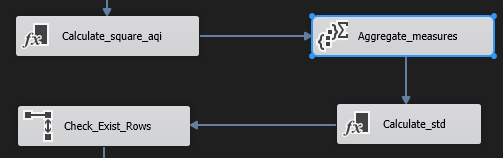 Calculate_square_aqi
Aggregate_measures
Calculate_std
Check_Exist_Rows